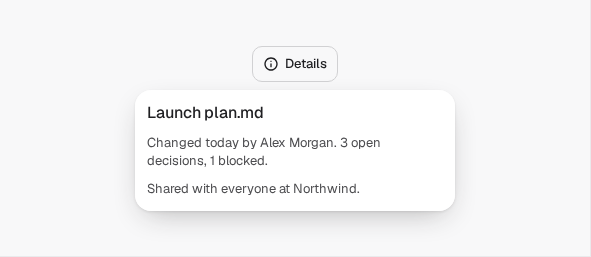 Details
Launch plan.md
Changed today by Alex Morgan. 3 open
decisions, 1 blocked.
Shared with everyone at Northwind.